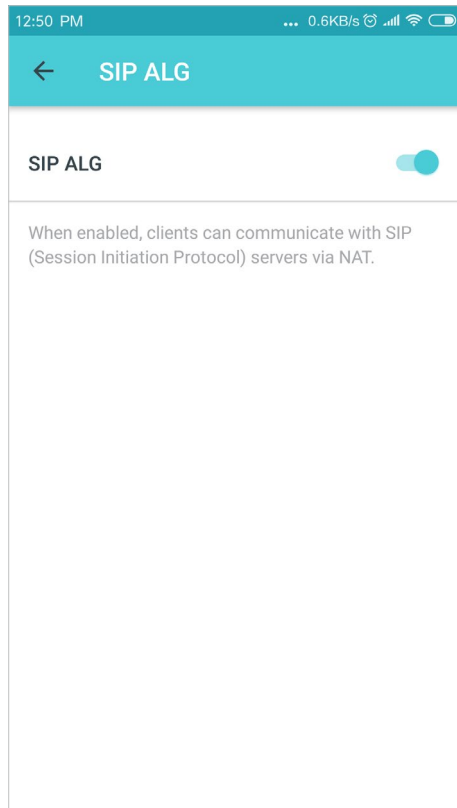 12:50 PM ... 0.6KB/s
SIP ALG
SIP ALG
When enabled, clients can communicate with SIP
(Session Initiation Protocol) servers via NAT.